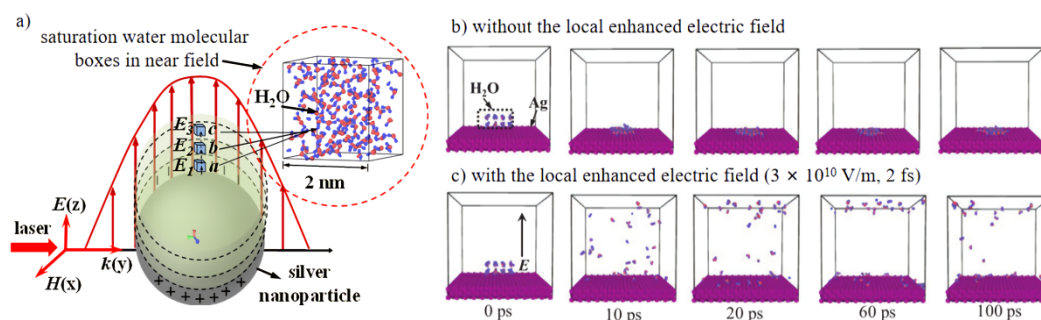 a)
saturation water molecular
boxes in near field
H₂O
2 nm
E₃ c
E₂ b
E₁ a
E(z)
laser
k(y)
H(x)
silver
nanoparticle
+ + + + + + + +
b) without the local enhanced electric field
H₂O
Ag
c) with the local enhanced electric field (3 × 10¹⁰ V/m, 2 fs)
E
0 ps 10 ps 20 ps 60 ps 100 ps